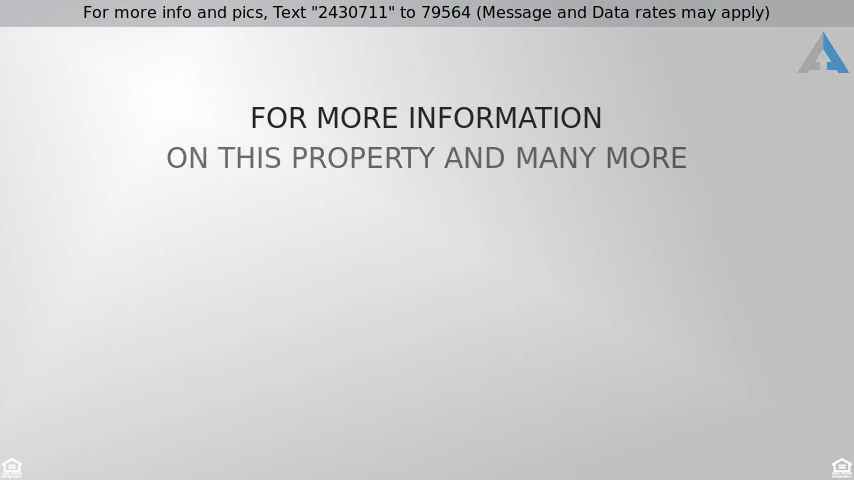 For more info and pics, Text "2430711" to 79564 (Message and Data rates may apply)
FOR MORE INFORMATION
ON THIS PROPERTY AND MANY MORE